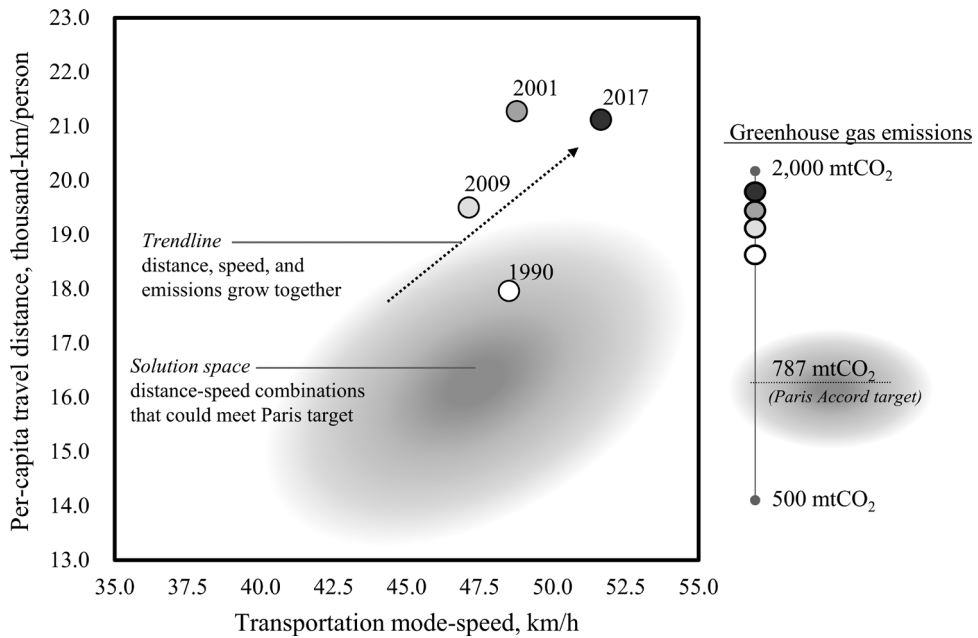 23.0
22.0
21.0
20.0
19.0
18.0
17.0
16.0
15.0
14.0
13.0
Per-capita travel distance, thousand-km/person
2001
2017
2009
Trendline
distance, speed, and
emissions grow together
1990
Solution space
distance-speed combinations
that could meet Paris target
35.0 37.5 40.0 42.5 45.0 47.5 50.0 52.5 55.0
Transportation mode-speed, km/h
Greenhouse gas emissions
2,000 mtCO₂
787 mtCO₂
(Paris Accord target)
500 mtCO₂